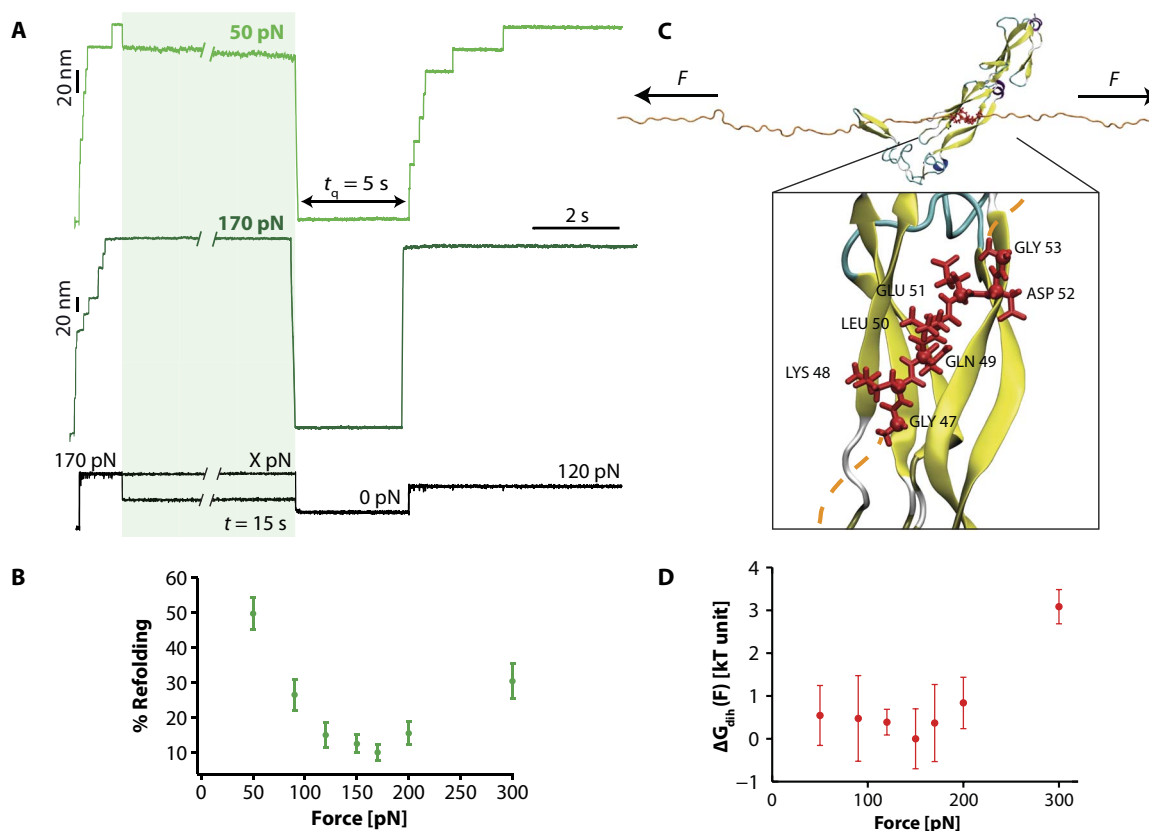 A
50 pN
20 nm
t_q = 5 s
170 pN
2 s
20 nm
170 pN
X pN
120 pN
0 pN
t = 15 s
B
60
50
40
30
20
10
% Refolding
0
50
100
150
200
250
300
Force [pN]
C
F
F
GLY 53
GLU 51
ASP 52
LEU 50
GLN 49
LYS 48
GLY 47
D
4
3
2
1
0
−1
ΔG_dih(F) [kT unit]
0
100
200
300
Force [pN]